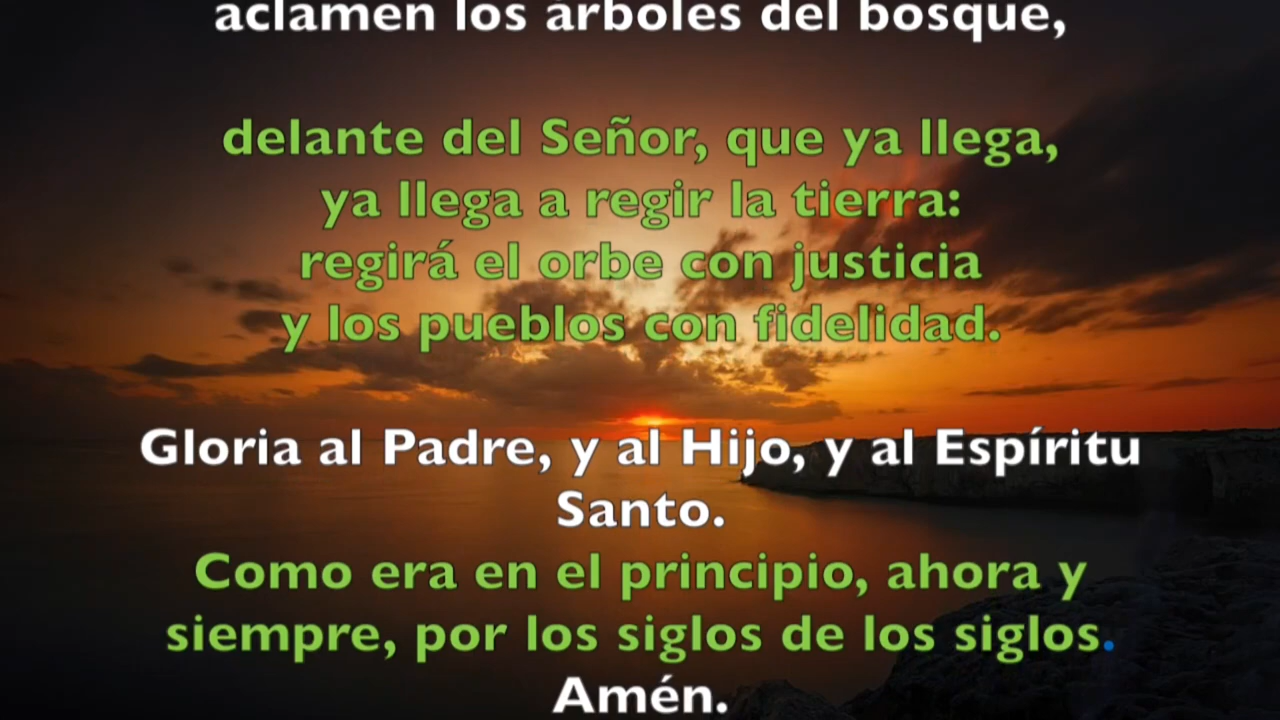 aclamen los árboles del bosque,
delante del Señor, que ya llega,
ya llega a regir la tierra:
regirá el orbe con justicia
y los pueblos con fidelidad.
Gloria al Padre, y al Hijo, y al Espíritu
Santo.
Como era en el principio, ahora y
siempre, por los siglos de los siglos.
Amén.